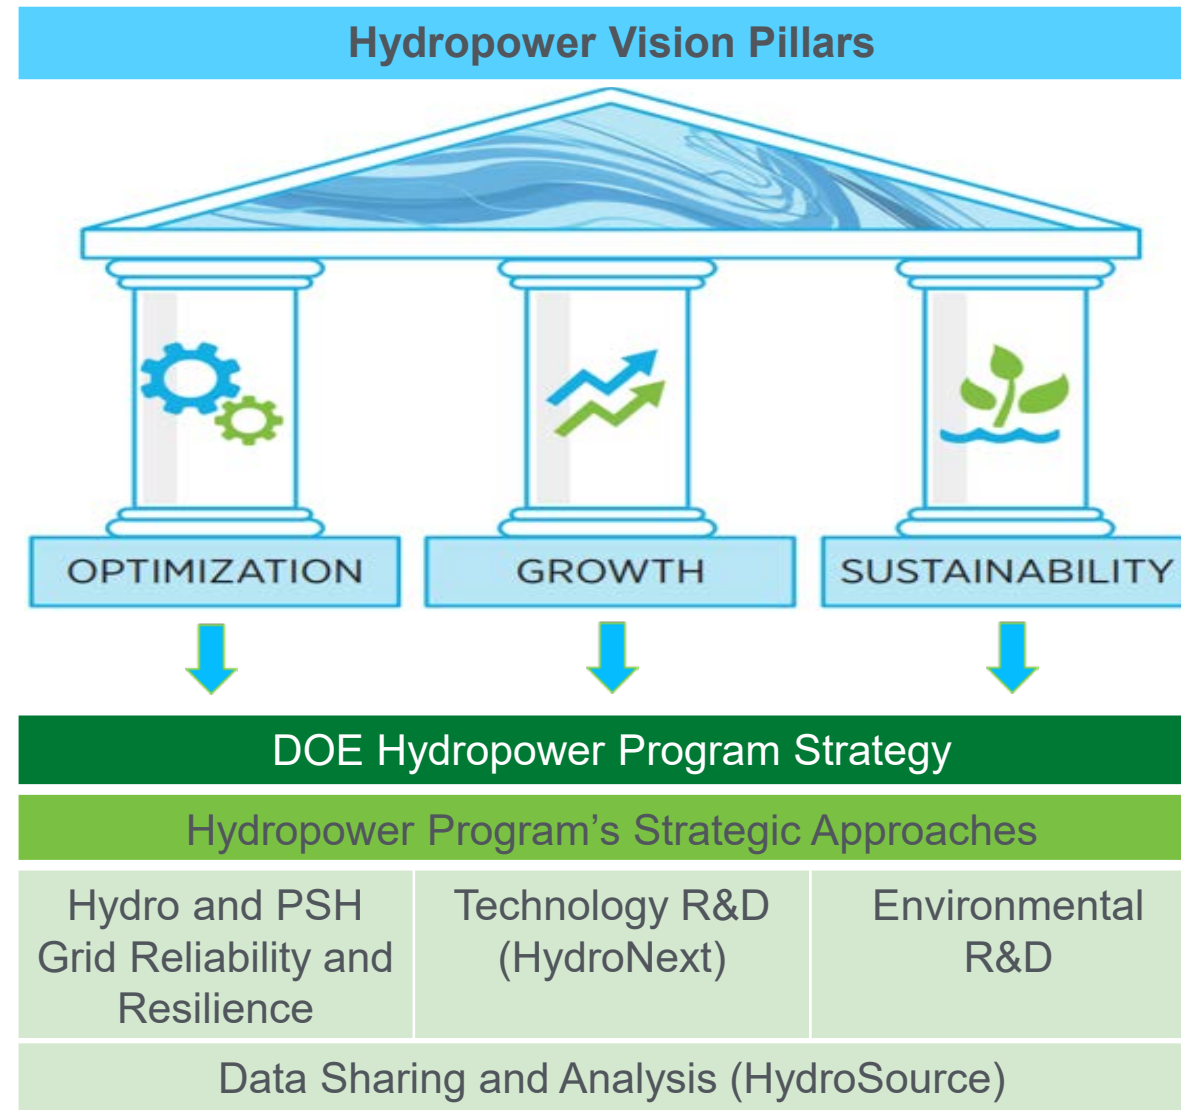 Hydropower Vision Pillars
OPTIMIZATION
GROWTH
SUSTAINABILITY
DOE Hydropower Program Strategy
Hydropower Program's Strategic Approaches
Hydro and PSH
Grid Reliability and
Resilience
Technology R&D
(HydroNext)
Environmental
R&D
Data Sharing and Analysis (HydroSource)